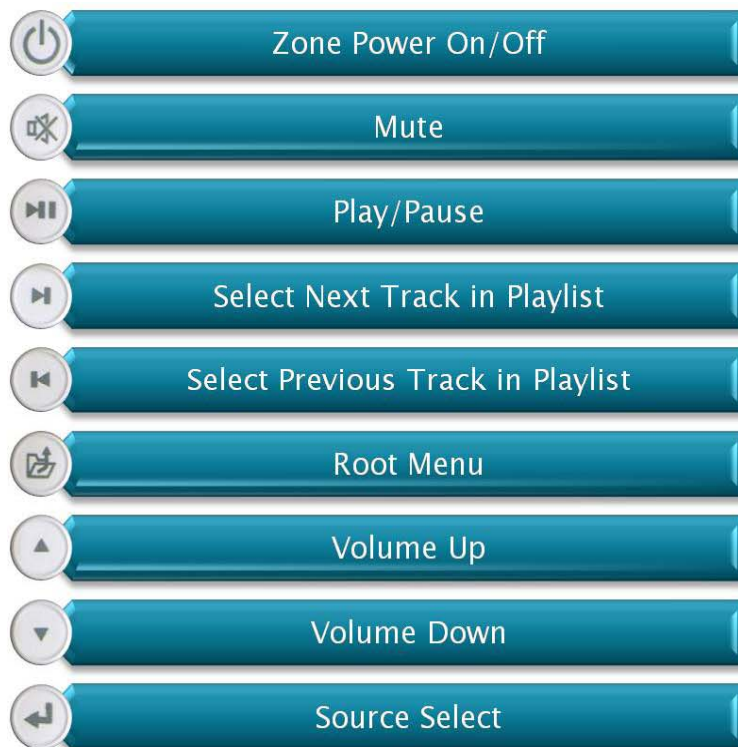 Zone Power On/Off
Mute
Play/Pause
Select Next Track in Playlist
Select Previous Track in Playlist
Root Menu
Volume Up
Volume Down
Source Select